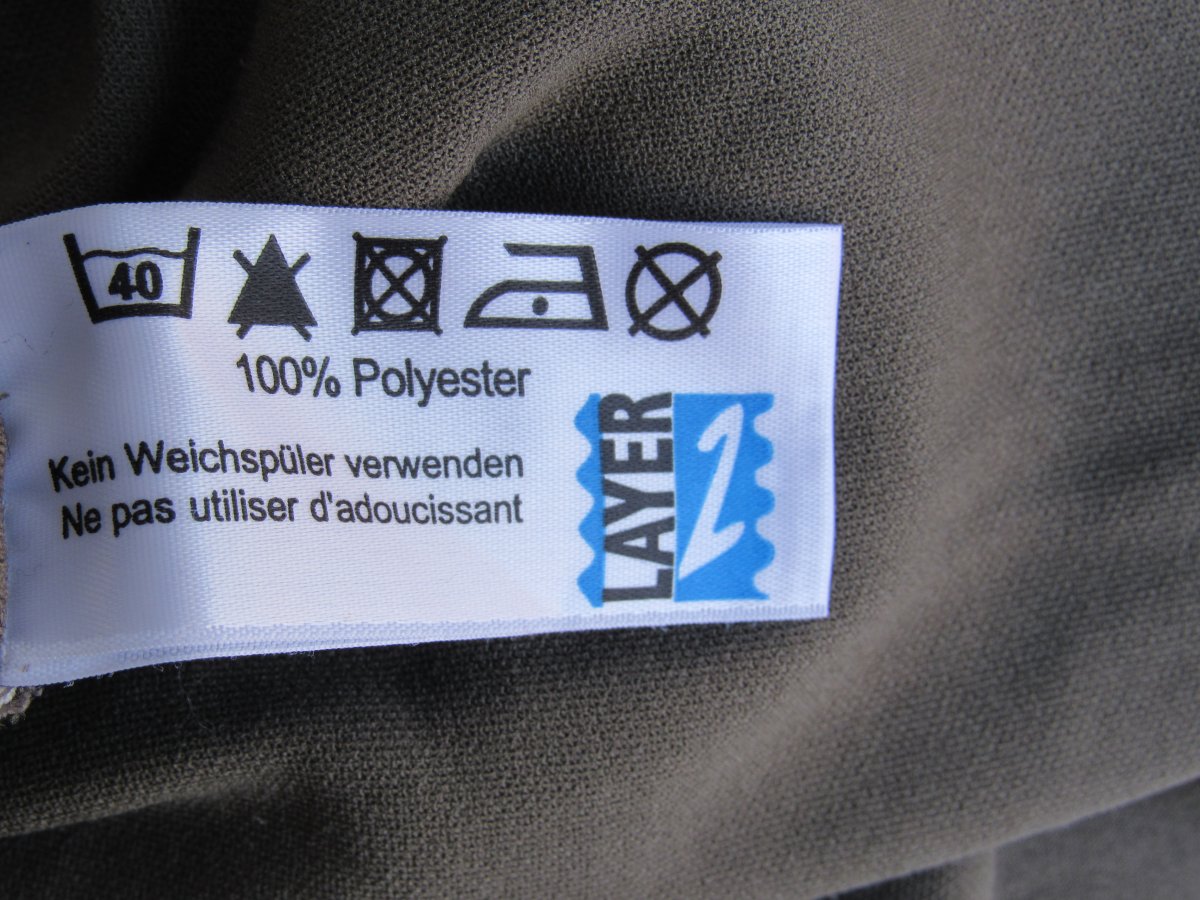 40
100% Polyester
Kein Weichspüler verwenden
Ne pas utiliser d'adoucissant
LAYER
2